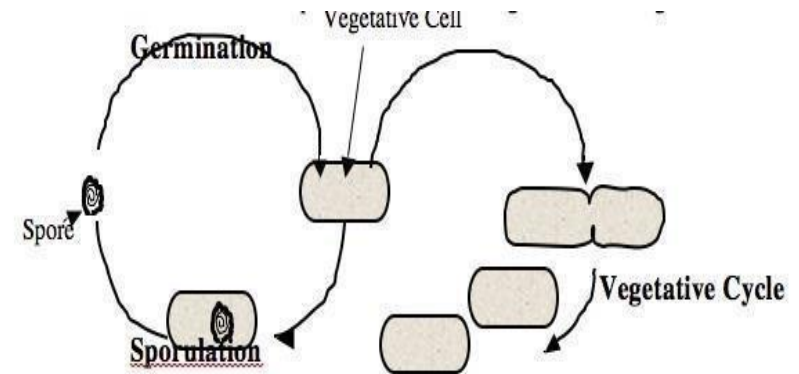 Vegetative Cell
Germination
Spore
Vegetative Cycle
Sporulation